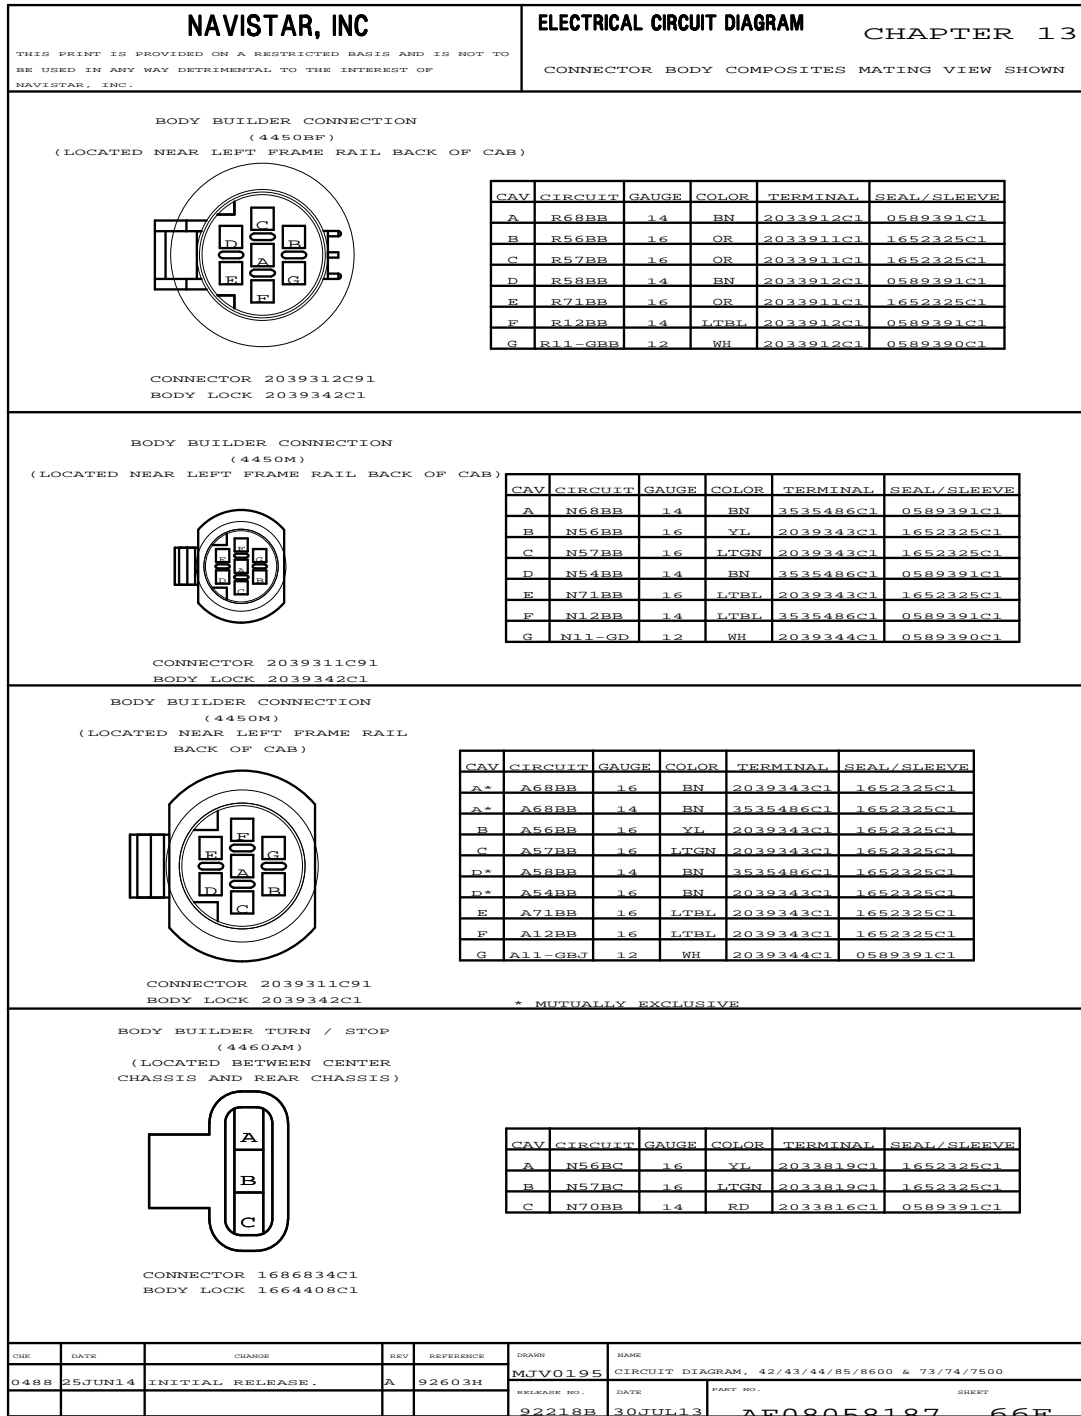 NAVISTAR, INC
THIS PRINT IS PROVIDED ON A RESTRICTED BASIS AND IS NOT TO
BE USED IN ANY WAY DETRIMENTAL TO THE INTEREST OF
NAVISTAR, INC.
ELECTRICAL CIRCUIT DIAGRAM
CHAPTER 13
CONNECTOR BODY COMPOSITES MATING VIEW SHOWN
BODY BUILDER CONNECTION
(4450BF)
(LOCATED NEAR LEFT FRAME RAIL BACK OF CAB)
C
D B
A
E G
F
CONNECTOR 2039312C91
BODY LOCK 2039342C1
CAV CIRCUIT GAUGE COLOR TERMINAL SEAL/SLEEVE
A R68BB 14 BN 2033912C1 0589391C1
B R56BB 16 OR 2033911C1 1652325C1
C R57BB 16 OR 2033911C1 1652325C1
D R58BB 14 BN 2033912C1 0589391C1
E R71BB 16 OR 2033911C1 1652325C1
F R12BB 14 LTBL 2033912C1 0589391C1
G R11-GBB 12 WH 2033912C1 0589390C1
BODY BUILDER CONNECTION
(4450M)
(LOCATED NEAR LEFT FRAME RAIL BACK OF CAB)
F
E G
A
D B
C
CONNECTOR 2039311C91
BODY LOCK 2039342C1
CAV CIRCUIT GAUGE COLOR TERMINAL SEAL/SLEEVE
A N68BB 14 BN 3535486C1 0589391C1
B N56BB 16 YL 2039343C1 1652325C1
C N57BB 16 LTGN 2039343C1 1652325C1
D N54BB 14 BN 3535486C1 0589391C1
E N71BB 16 LTBL 2039343C1 1652325C1
F N12BB 14 LTBL 3535486C1 0589391C1
G N11-GD 12 WH 2039344C1 0589390C1
BODY BUILDER CONNECTION
(4450M)
(LOCATED NEAR LEFT FRAME RAIL
BACK OF CAB)
F
E G
A
D B
C
CONNECTOR 2039311C91
BODY LOCK 2039342C1
CAV CIRCUIT GAUGE COLOR TERMINAL SEAL/SLEEVE
A* A68BB 16 BN 2039343C1 1652325C1
A* A68BB 14 BN 3535486C1 1652325C1
B A56BB 16 YL 2039343C1 1652325C1
C A57BB 16 LTGN 2039343C1 1652325C1
D* A58BB 14 BN 3535486C1 1652325C1
D* A54BB 16 BN 2039343C1 1652325C1
E A71BB 16 LTBL 2039343C1 1652325C1
F A12BB 16 LTBL 2039343C1 1652325C1
G A11-GBJ 12 WH 2039344C1 0589391C1
* MUTUALLY EXCLUSIVE
BODY BUILDER TURN / STOP
(4460AM)
(LOCATED BETWEEN CENTER
CHASSIS AND REAR CHASSIS)
A
B
C
CONNECTOR 1686834C1
BODY LOCK 1664408C1
CAV CIRCUIT GAUGE COLOR TERMINAL SEAL/SLEEVE
A N56BC 16 YL 2033819C1 1652325C1
B N57BC 16 LTGN 2033819C1 1652325C1
C N70BB 14 RD 2033816C1 0589391C1
CHK DATE CHANGE REV REFERENCE
0488 25JUN14 INITIAL RELEASE. A 92603H
DRAWN NAME
MJV0195 CIRCUIT DIAGRAM, 42/43/44/85/8600 & 73/74/7500
RELEASE NO. DATE PART NO. SHEET
92218B 30JUL13 AF08058187 66F